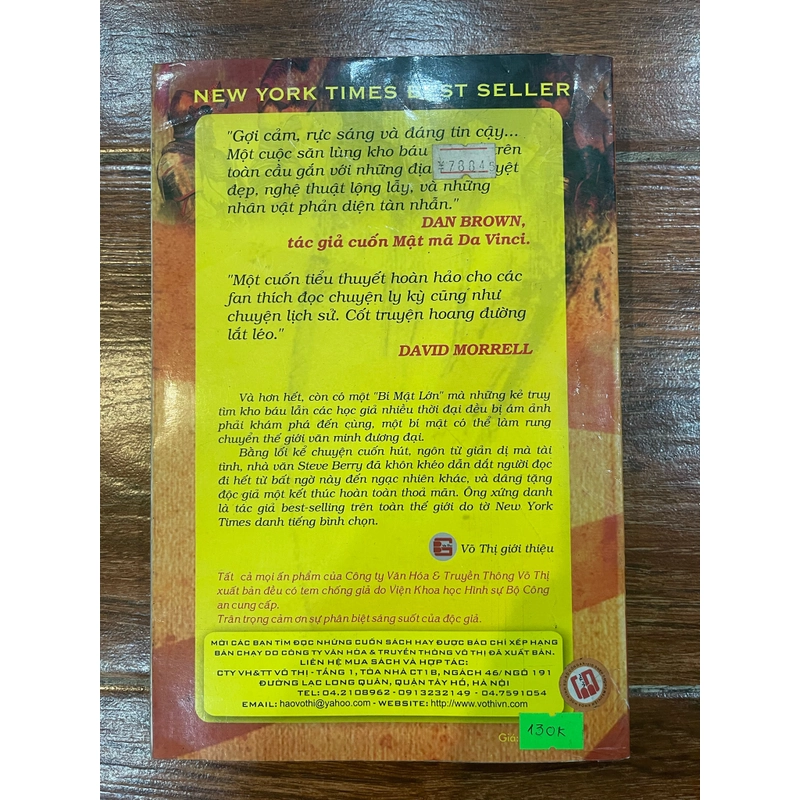 NEW YORK TIMES BEST SELLER
"Gợi cảm, rực sáng và đáng tin cậy...
Một cuộc săn lùng kho báu rên
toàn cầu gắn với những địa yệt
đẹp, nghệ thuật lộng lẫy, và những
nhân vật phản diện tàn nhẫn."
DAN BROWN,
tác giả cuốn Mật mã Da Vinci.
"Một cuốn tiểu thuyết hoàn hảo cho các
fan thích đọc chuyện ly kỳ cũng như
chuyện lịch sử. Cốt truyện hoang đường
lắt léo."
DAVID MORRELL
Và hơn hết, còn có một "Bí Mật Lớn" mà những kẻ truy
tìm kho báu lẫn các học giả nhiều thời đại đều bị ám ảnh
phải khám phá đến cùng, một bí mật có thể làm rung
chuyển thế giới văn minh đương đại.
Bằng lối kể chuyện cuốn hút, ngôn từ giản dị mà tài
tình, nhà văn Steve Berry đã khôn khéo dẫn dắt người đọc
đi hết từ bất ngờ này đến ngạc nhiên khác, và dâng tặng
độc giả một kết thúc hoàn toàn thoả mãn. Ông xứng danh
là tác giả best-selling trên toàn thế giới do tờ New York
Times danh tiếng bình chọn.
Võ Thị giới thiệu
Tất cả mọi ấn phẩm của Công ty Văn Hóa & Truyền Thông Võ Thị
xuất bản đều có tem chống giả do Viện Khoa học Hình sự Bộ Công
an cung cấp.
Trân trọng cảm ơn sự phân biệt sáng suốt của độc giả.
MỜI CÁC BẠN TÌM ĐỌC NHỮNG CUỐN SÁCH HAY ĐƯỢC BÁO CHÍ XẾP HẠNG
BÁN CHẠY DO CÔNG TY VĂN HÓA & TRUYỀN THÔNG VÕ THỊ ĐÃ XUẤT BẢN.
LIÊN HỆ MUA SÁCH VÀ HỢP TÁC:
CTY VH&TT VÕ THỊ - TẦNG 1, TÒA NHÀ CT1B, NGÁCH 46/ NGÕ 191
ĐƯỜNG LẠC LONG QUÂN, QUẬN TÂY HỒ, HÀ NỘI
TEL: 04.2108962 - 0913232149 - 04.7591054
EMAIL: haovothi@yahoo.com - WEBSITE: http://www.vothivn.com
Giá:
130K